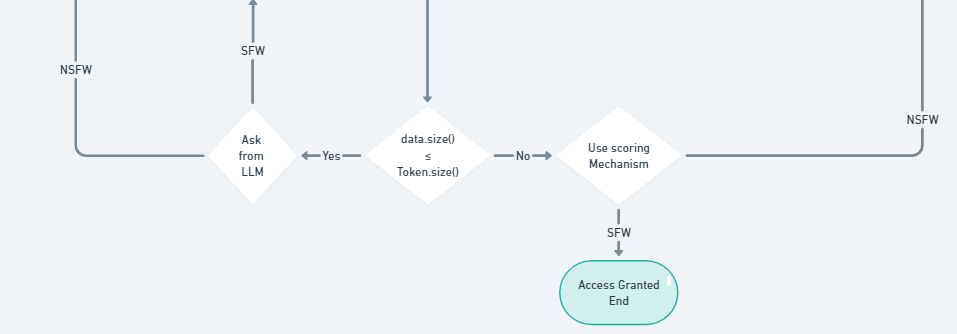 SFW
NSFW
NSFW
Ask
from
LLM
Yes
data.size()
≤
Token.size()
No
Use scoring
Mechanism
SFW
Access Granted
End